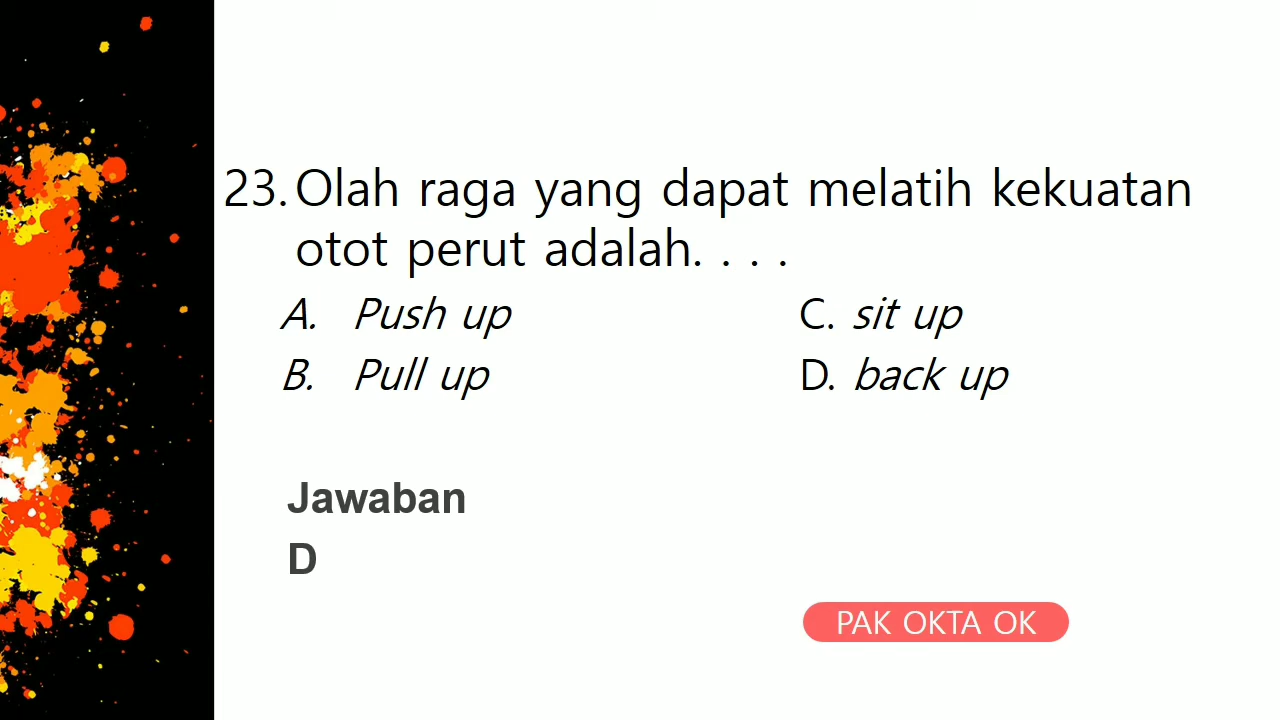 23. Olah raga yang dapat melatih kekuatan
otot perut adalah. . . .
A. Push up
C. sit up
B. Pull up
D. back up
Jawaban
D
PAK OKTA OK